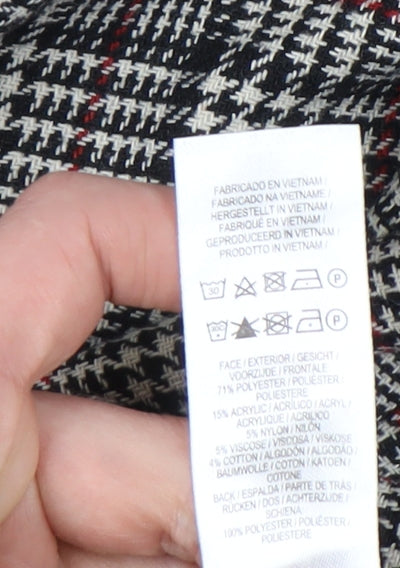 FABRICADO EN VIETNAM /
FABRICADO NA VIETNAME /
HERGESTELLT IN VIETNAM /
FABRIQUÉ EN VIETNAM /
GEPRODUCEERD IN VIETNAM /
PRODOTTO IN VIETNAM /
30 P
30C P
FACE / EXTERIOR / GESICHT /
VOORZIJDE / FRONTALE
71% POLYESTER / POLIÉSTER /
POLIESTERE
15% ACRYLIC / ACRÍLICO / ACRYL /
ACRYLIQUE / ACRILICO
5% NYLON / NILÓN
5% VISCOSE / VISCOSA / VISKOSE
4% COTTON / ALGODÓN / ALGODÃO /
BAUMWOLLE / COTON / KATOEN /
COTONE
BACK / ESPALDA / PARTE DE TRÁS /
RÜCKEN / DOS / ACHTERZIJDE /
SCHIENA
100% POLYESTER / POLIÉSTER /
POLIESTERE